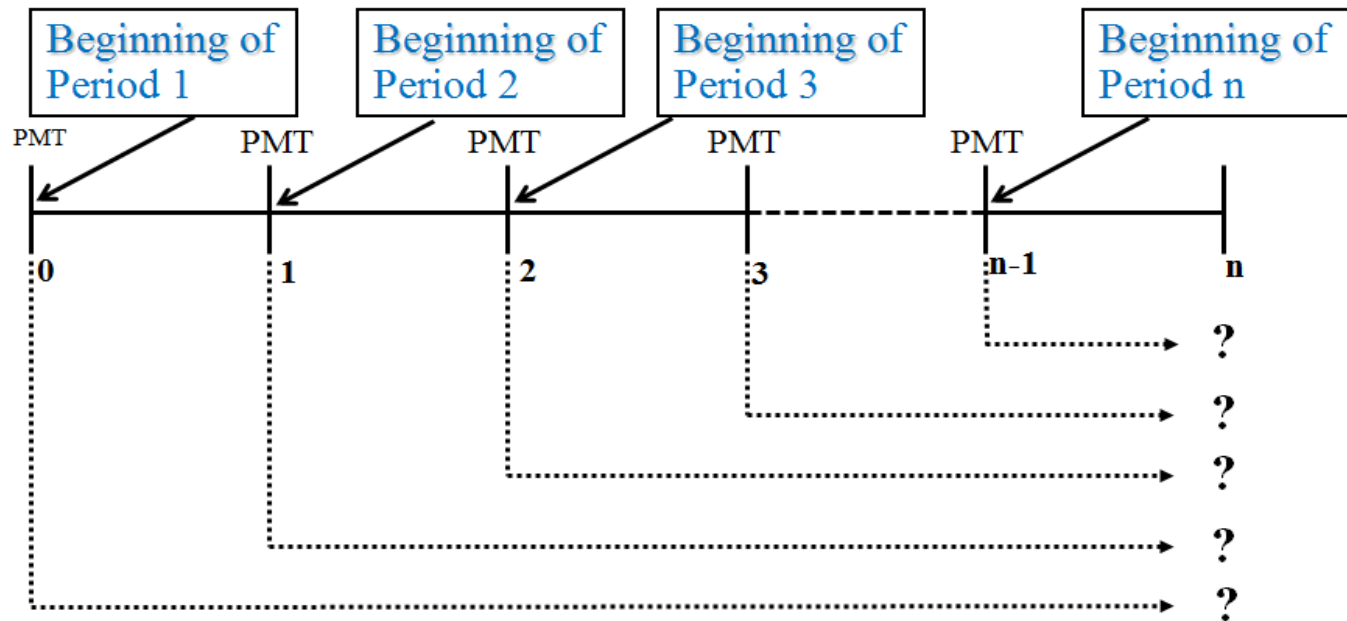 Beginning of
Period 1
Beginning of
Period 2
Beginning of
Period 3
Beginning of
Period n
PMT
PMT
PMT
PMT
PMT
0
1
2
3
n-1
n
?
?
?
?
?